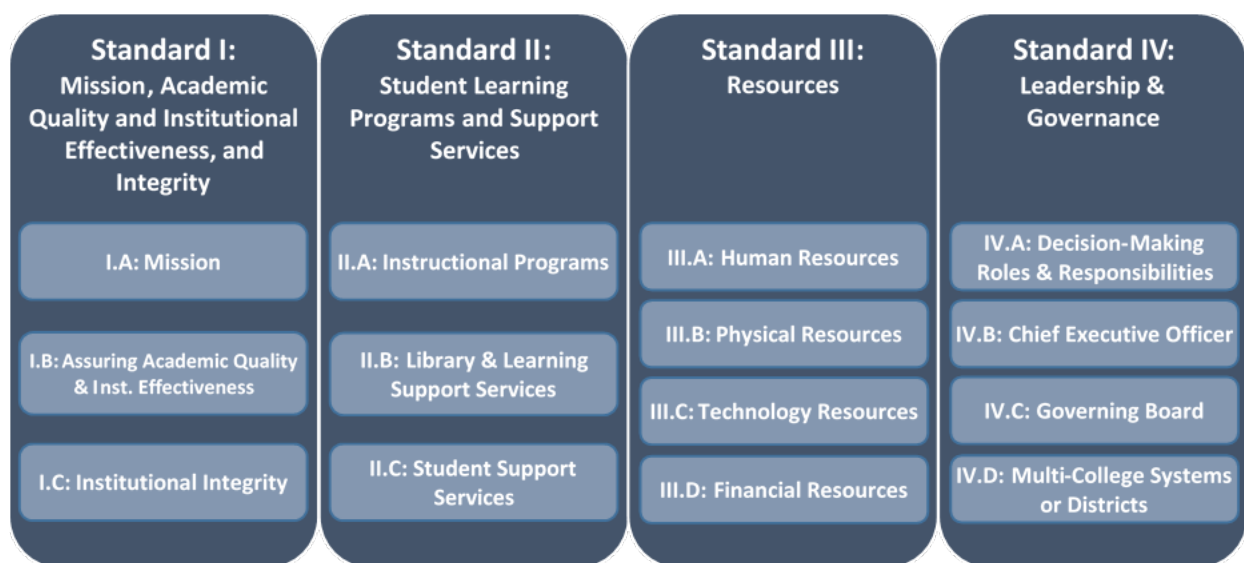 Standard I:
Mission, Academic
Quality and Institutional
Effectiveness, and
Integrity
I.A: Mission
I.B: Assuring Academic Quality
& Inst. Effectiveness
I.C: Institutional Integrity
Standard II:
Student Learning
Programs and Support
Services
II.A: Instructional Programs
II.B: Library & Learning
Support Services
II.C: Student Support
Services
Standard III:
Resources
III.A: Human Resources
III.B: Physical Resources
III.C: Technology Resources
III.D: Financial Resources
Standard IV:
Leadership &
Governance
IV.A: Decision-Making
Roles & Responsibilities
IV.B: Chief Executive Officer
IV.C: Governing Board
IV.D: Multi-College Systems
or Districts